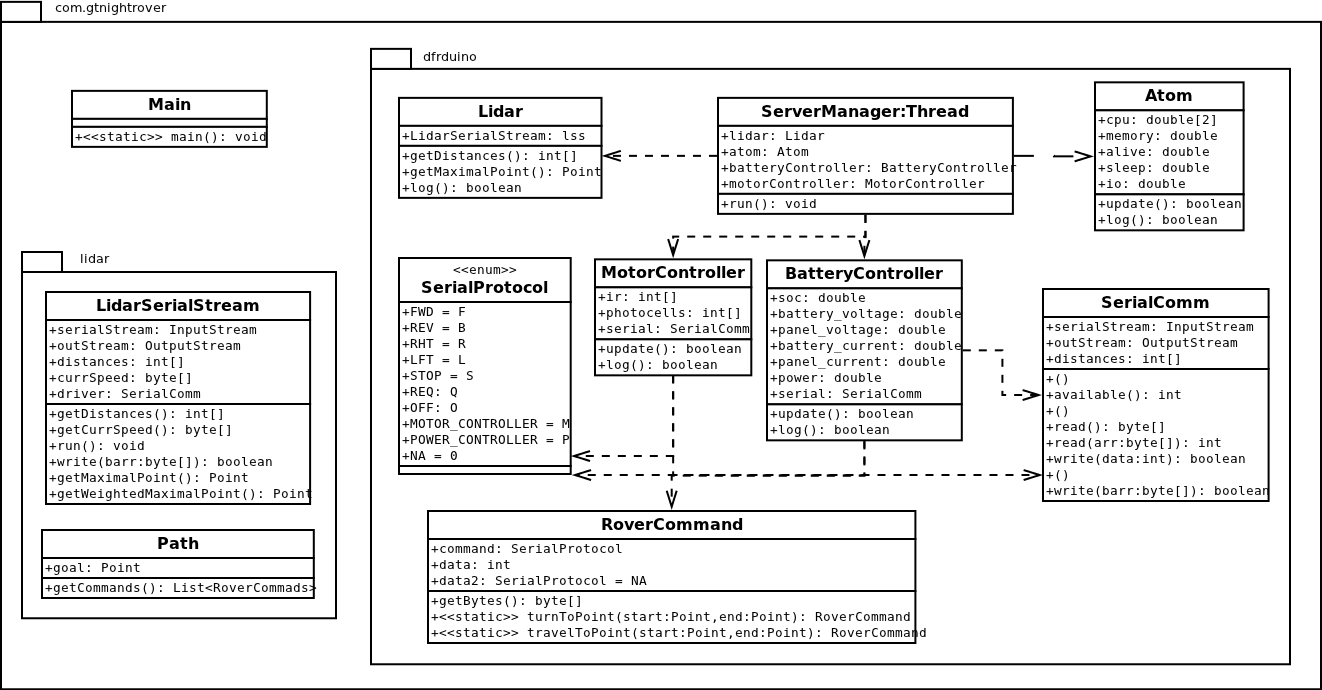 com.gtnightrover
dfrduino
Main
+<<static>> main(): void
Lidar
+LidarSerialStream: lss
+getDistances(): int[]
+getMaximalPoint(): Point
+log(): boolean
ServerManager:Thread
+lidar: Lidar
+atom: Atom
+batteryController: BatteryController
+motorController: MotorController
+run(): void
Atom
+cpu: double[2]
+memory: double
+alive: double
+sleep: double
+io: double
+update(): boolean
+log(): boolean
lidar
LidarSerialStream
+serialStream: InputStream
+outStream: OutputStream
+distances: int[]
+currSpeed: byte[]
+driver: SerialComm
+getDistances(): int[]
+getCurrSpeed(): byte[]
+run(): void
+write(barr:byte[]): boolean
+getMaximalPoint(): Point
+getWeightedMaximalPoint(): Point
Path
+goal: Point
+getCommands(): List<RoverCommads>
<<enum>>
SerialProtocol
+FWD = F
+REV = B
+RHT = R
+LFT = L
+STOP = S
+REQ: Q
+OFF: O
+MOTOR_CONTROLLER = M
+POWER_CONTROLLER = P
+NA = 0
MotorController
+ir: int[]
+photocells: int[]
+serial: SerialComm
+update(): boolean
+log(): boolean
BatteryController
+soc: double
+battery_voltage: double
+panel_voltage: double
+battery_current: double
+panel_current: double
+power: double
+serial: SerialComm
+update(): boolean
+log(): boolean
SerialComm
+serialStream: InputStream
+outStream: OutputStream
+distances: int[]
+()
+available(): int
+()
+read(): byte[]
+read(arr:byte[]): int
+write(data:int): boolean
+()
+write(barr:byte[]): boolean
RoverCommand
+command: SerialProtocol
+data: int
+data2: SerialProtocol = NA
+getBytes(): byte[]
+<<static>> turnToPoint(start:Point,end:Point): RoverCommand
+<<static>> travelToPoint(start:Point,end:Point): RoverCommand